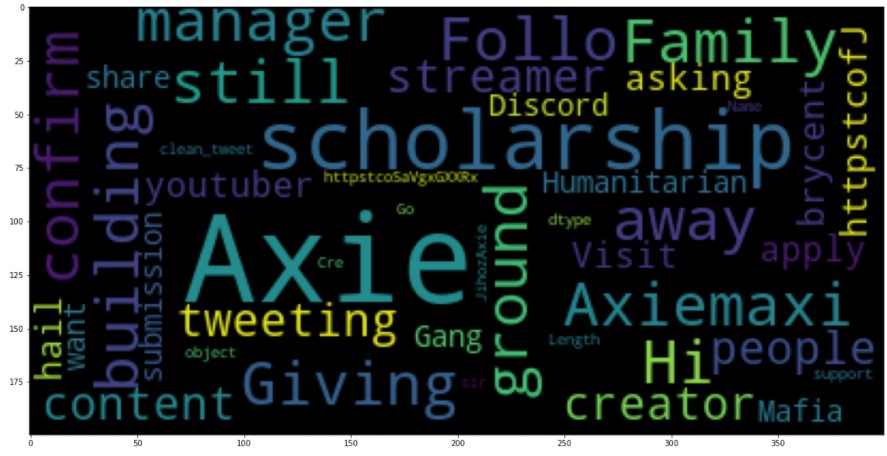 manager
Follo
Family
share
still
streamer
asking
httpstcofJ
confirm
Discord
Name
building
scholarship
brycent
clean_tweet
youtuber
httpstcoSaVgxGXXRx
Humanitarian
Go
ground
dtype
away
Axie
Cre
JihozAxie
Visit
apply
submission
hail
want
tweeting
Gang
Axiemaxi
object
Length
Hi
people
support
Giving
sir
content
creator
Mafia
0
25
50
75
100
125
150
175
0 50 100 150 200 250 300 350